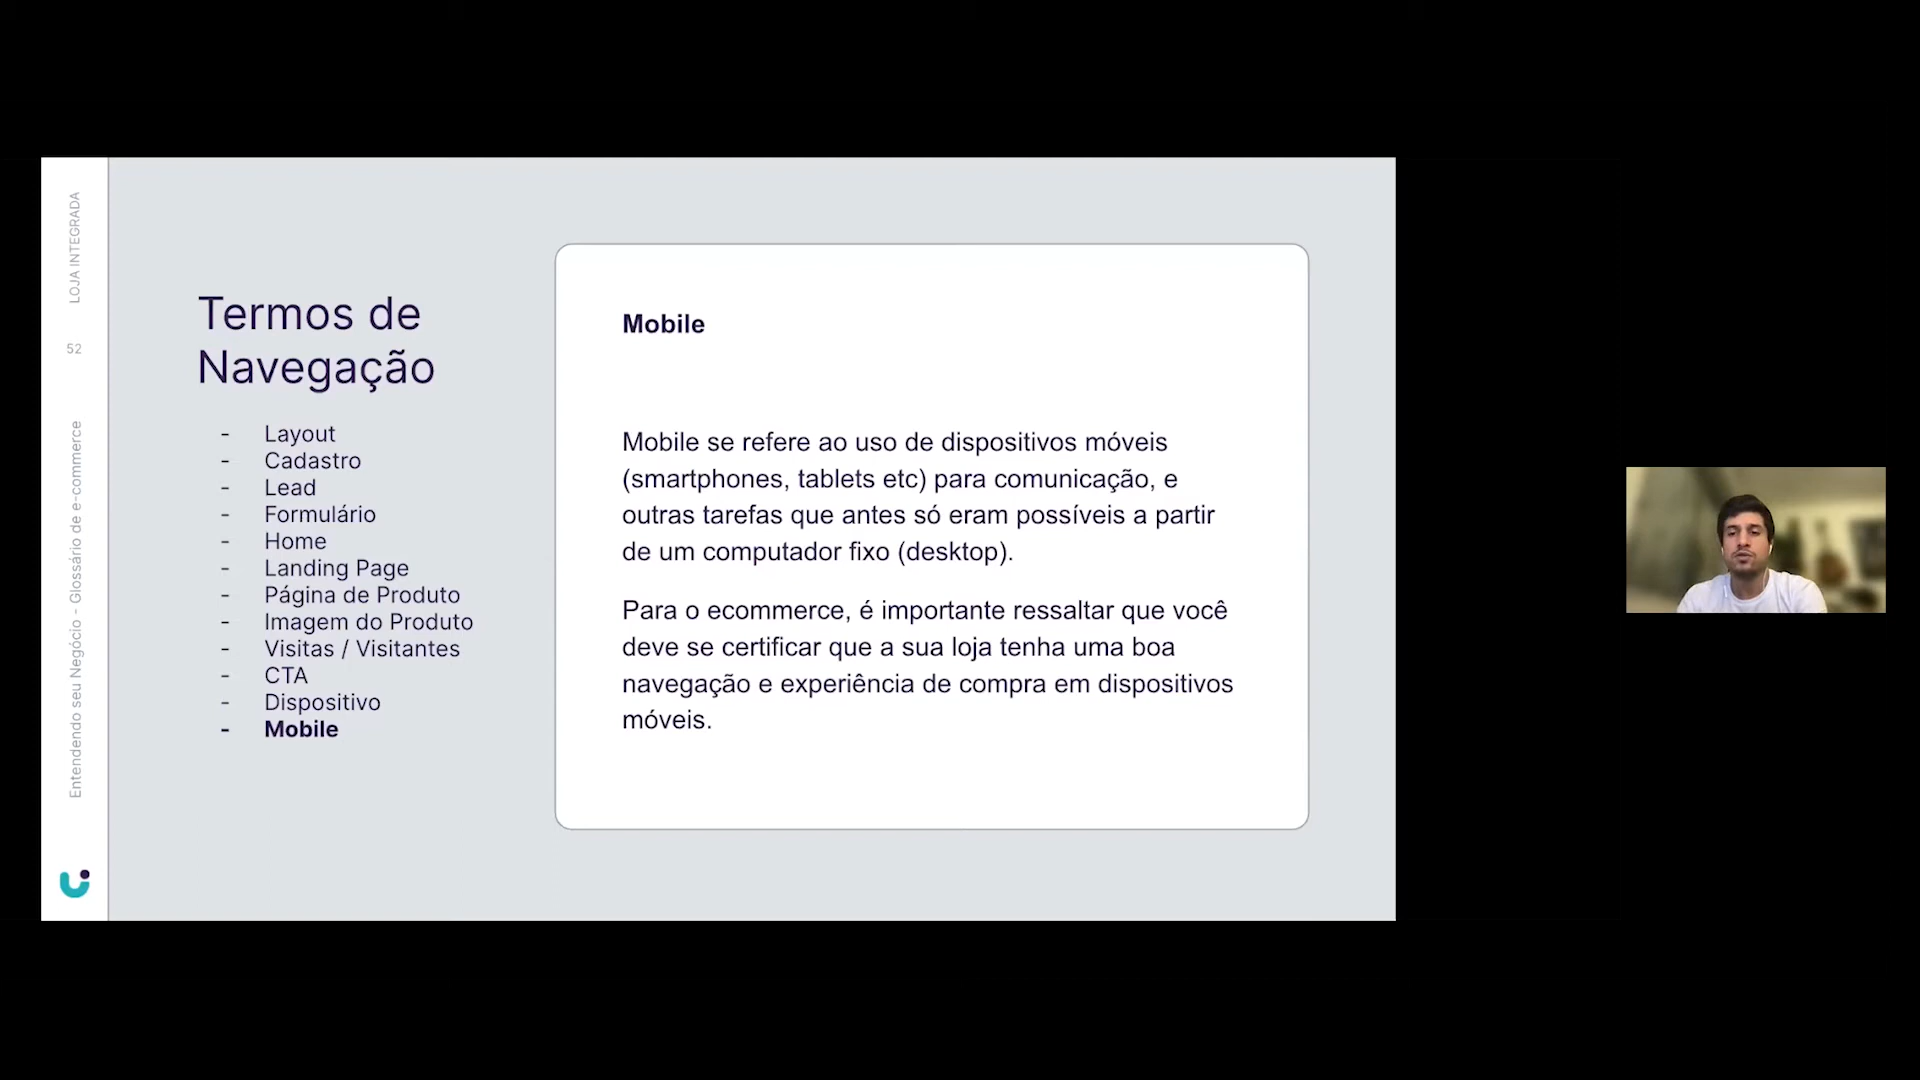 LOJA INTEGRADA
52
Entendendo seu Negócio - Glossário de e-commerce
Termos de
Navegação
- Layout
- Cadastro
- Lead
- Formulário
- Home
- Landing Page
- Página de Produto
- Imagem do Produto
- Visitas / Visitantes
- CTA
- Dispositivo
- Mobile
Mobile
Mobile se refere ao uso de dispositivos móveis
(smartphones, tablets etc) para comunicação, e
outras tarefas que antes só eram possíveis a partir
de um computador fixo (desktop).
Para o ecommerce, é importante ressaltar que você
deve se certificar que a sua loja tenha uma boa
navegação e experiência de compra em dispositivos
móveis.